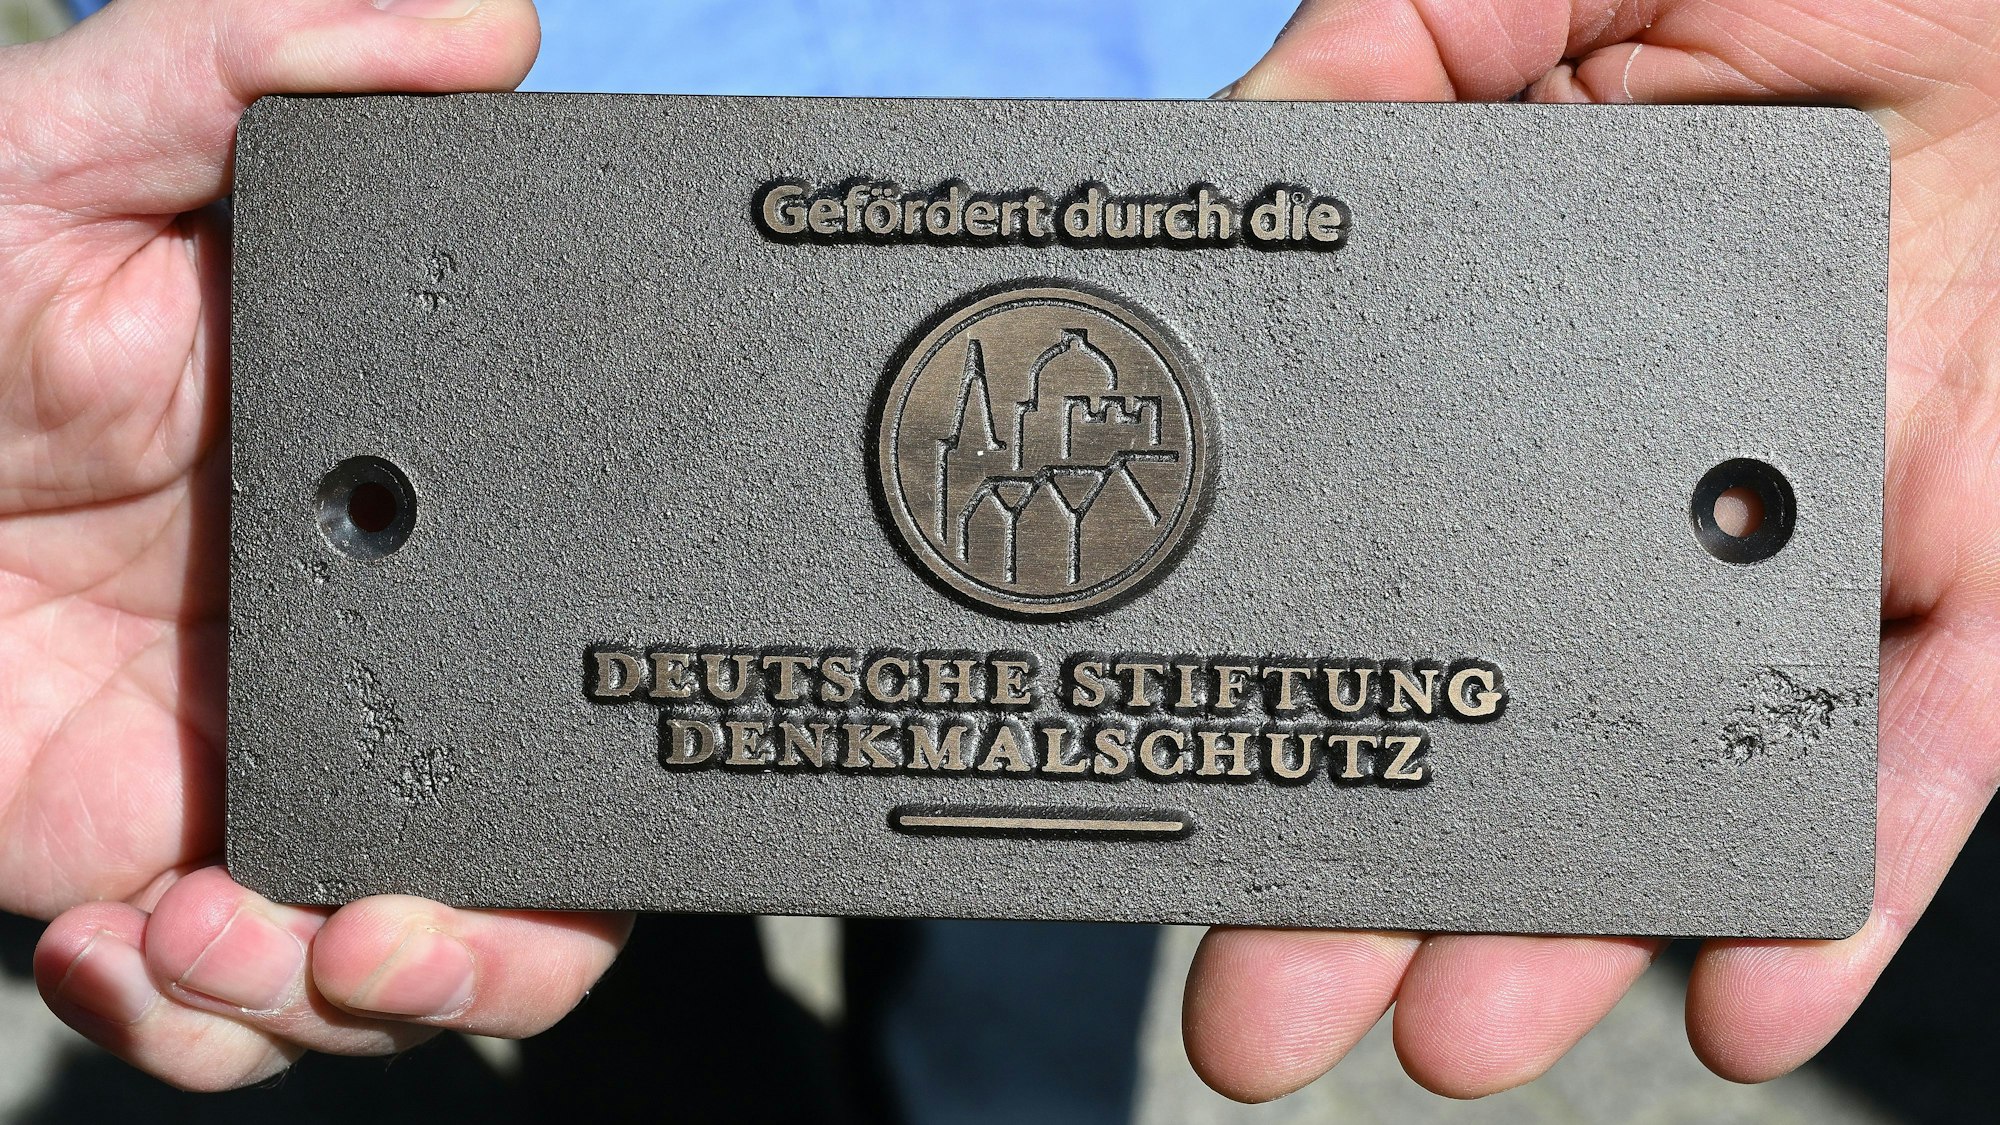 Gefördert durch die
DEUTSCHE STIFTUNG
DENKMALSCHUTZ